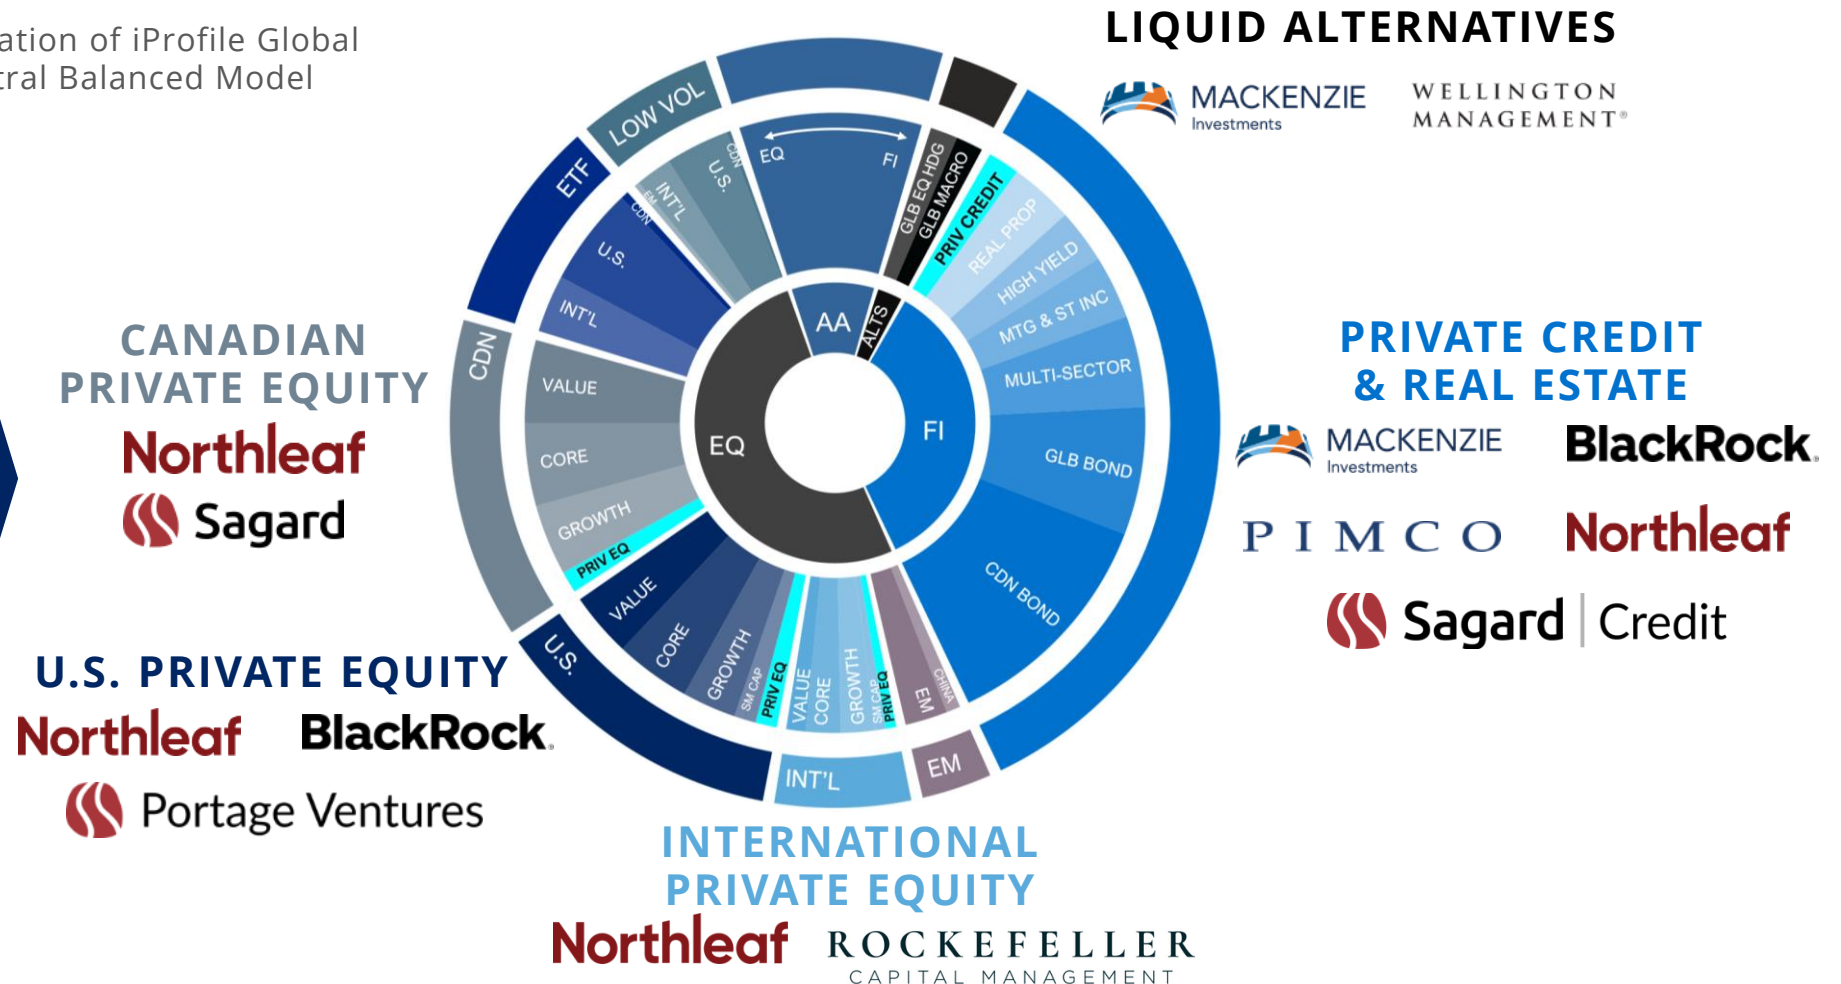 ation of iProfile Global
tral Balanced Model
LIQUID ALTERNATIVES
MACKENZIE
Investments
WELLINGTON
MANAGEMENT®
CANADIAN
PRIVATE EQUITY
Northleaf
Sagard
U.S. PRIVATE EQUITY
Northleaf
BlackRock®
Portage Ventures
INTERNATIONAL
PRIVATE EQUITY
Northleaf
ROCKEFELLER
CAPITAL MANAGEMENT
PRIVATE CREDIT
& REAL ESTATE
MACKENZIE
Investments
BlackRock®
PIMCO
Northleaf
Sagard | Credit
LOW VOL
ETF
CDN
U.S.
INT'L
EM
EQ
FI
GLB EQ HDG
GLB MACRO
PRIV CREDIT
REAL PROP
HIGH YIELD
MTG & ST INC
MULTI-SECTOR
GLB BOND
CDN BOND
CHINA
EM
PRIV EQ
SM CAP
GROWTH
CORE
VALUE
PRIV EQ
SM CAP
GROWTH
CORE
VALUE
PRIV EQ
GROWTH
CORE
VALUE
INT'L
U.S.
CDN
EM
INT'L
U.S.
CDN
AA
ALTS
FI
EQ